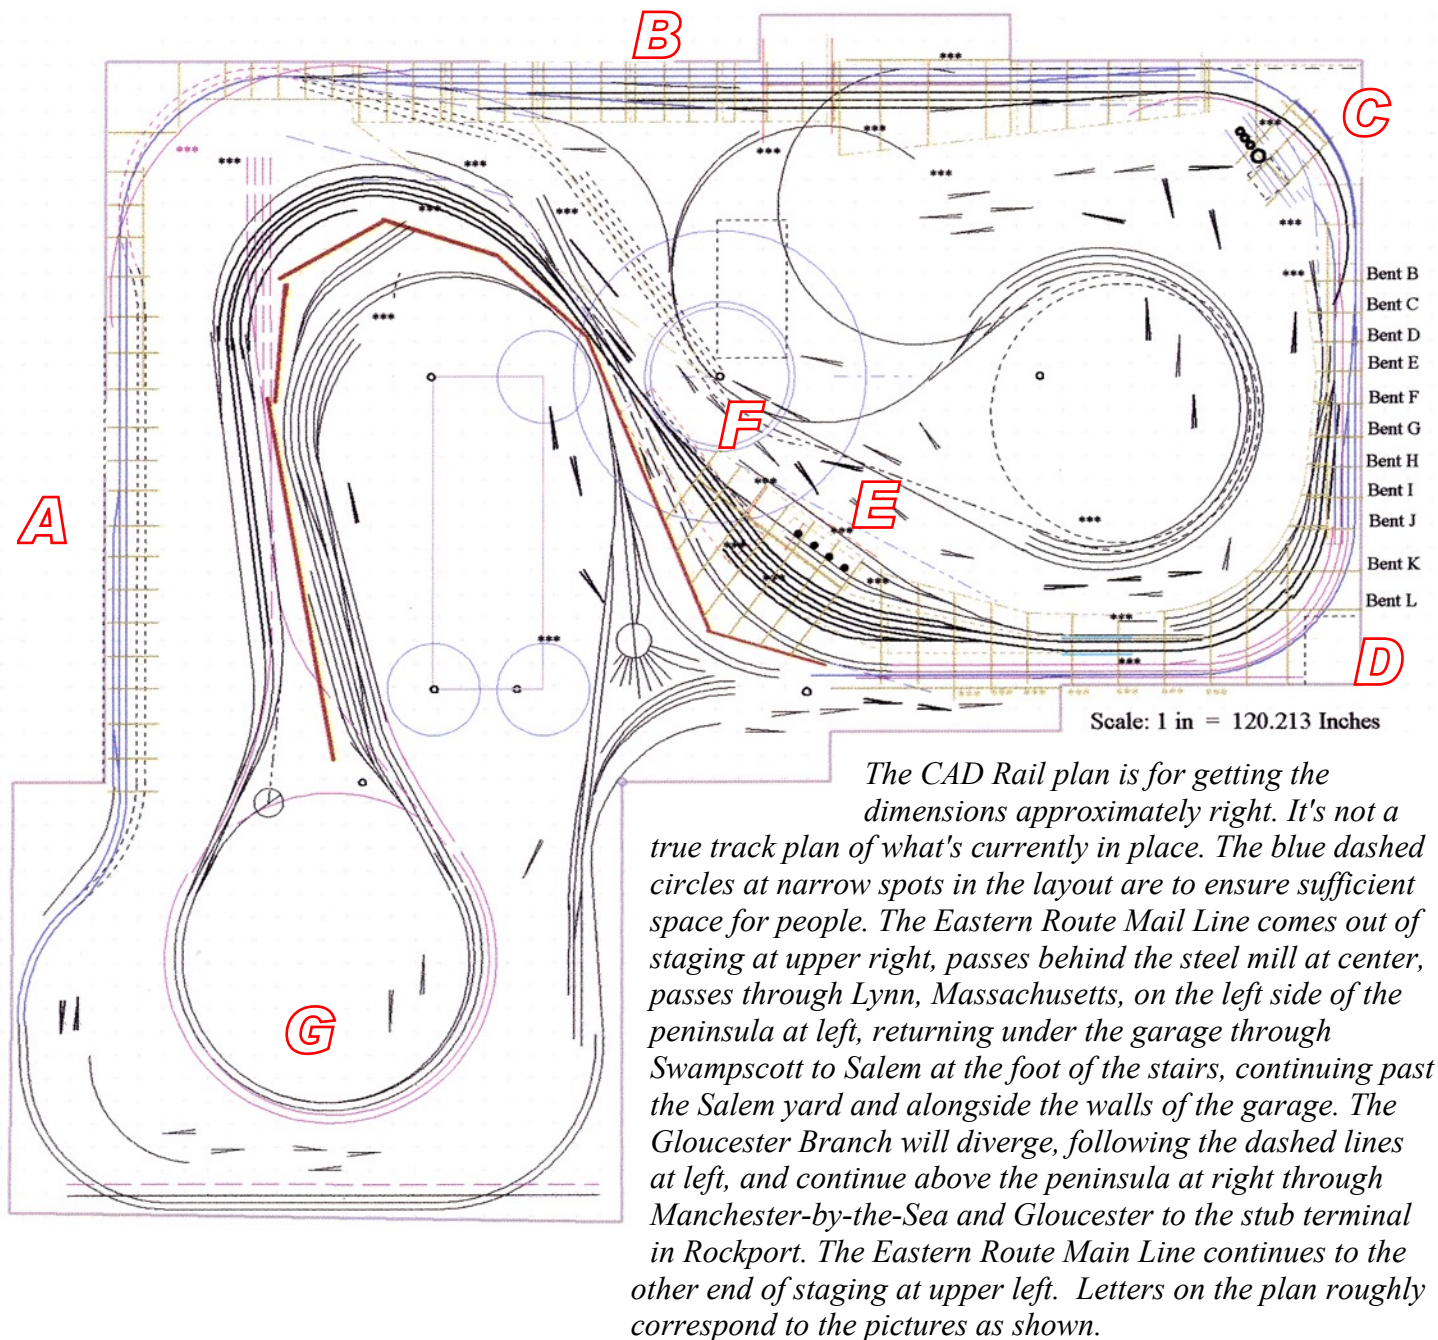 B
C
***
***
***
***
***
***
***
***
***
***
***
***
***
Bent B
Bent C
Bent D
Bent E
Bent F
Bent G
Bent H
Bent I
Bent J
Bent K
Bent L
A
F
E
***
***
***
***
***
***
***
***
***
D
G
Scale: 1 in = 120.213 Inches
The CAD Rail plan is for getting the
dimensions approximately right. It's not a
true track plan of what's currently in place. The blue dashed
circles at narrow spots in the layout are to ensure sufficient
space for people. The Eastern Route Mail Line comes out of
staging at upper right, passes behind the steel mill at center,
passes through Lynn, Massachusetts, on the left side of the
peninsula at left, returning under the garage through
Swampscott to Salem at the foot of the stairs, continuing past
the Salem yard and alongside the walls of the garage. The
Gloucester Branch will diverge, following the dashed lines
at left, and continue above the peninsula at right through
Manchester-by-the-Sea and Gloucester to the stub terminal
in Rockport. The Eastern Route Main Line continues to the
other end of staging at upper left. Letters on the plan roughly
correspond to the pictures as shown.